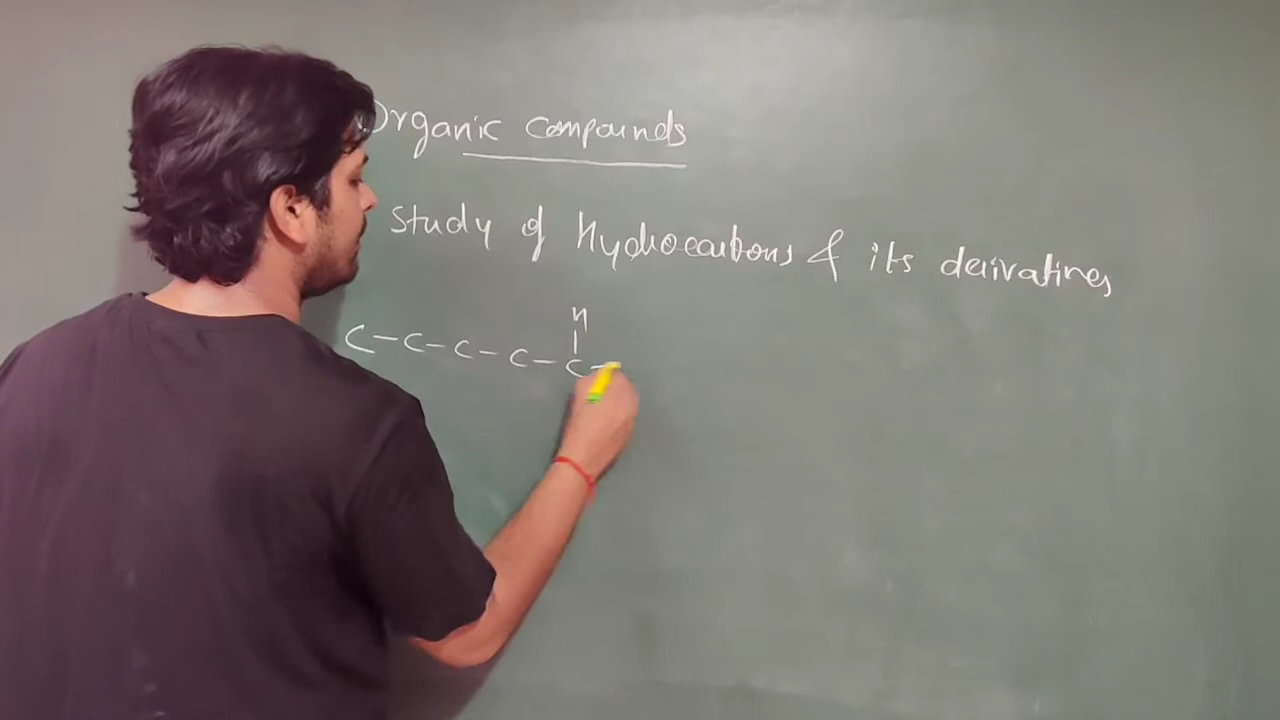 Organic compounds
Study of Hydrocarbons & its derivatives
H
C-C-C-C-C-